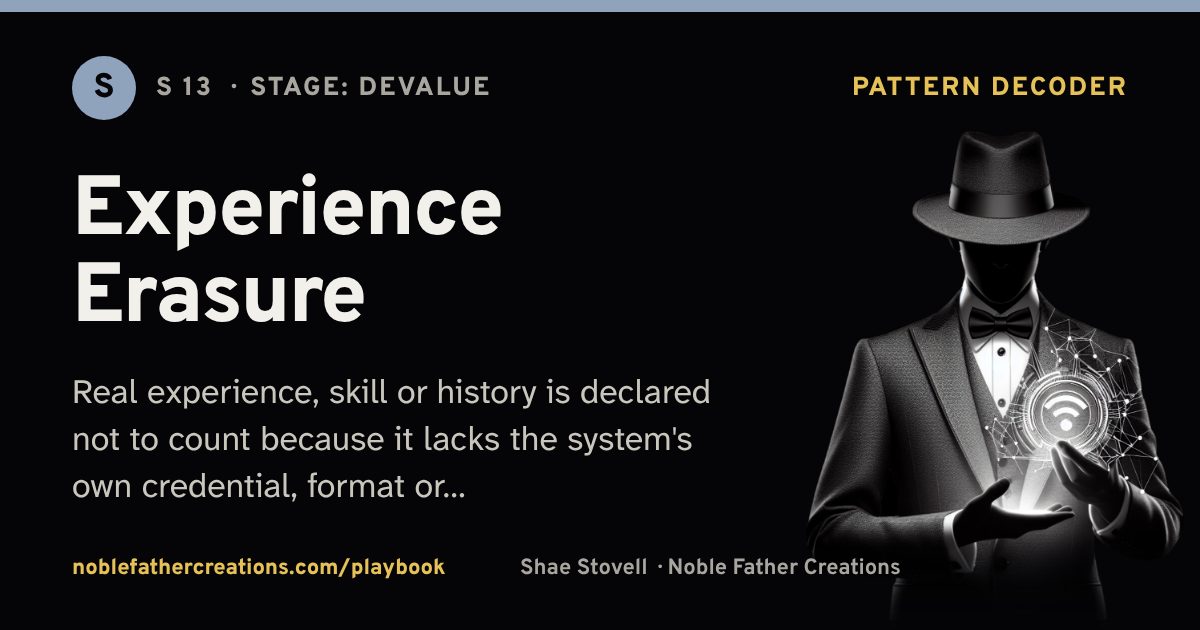 S
S 13 · STAGE: DEVALUE
PATTERN DECODER
Experience
Erasure
Real experience, skill or history is declared
not to count because it lacks the system's
own credential, format or...
noblefathercreations.com/playbook
Shae Stovell · Noble Father Creations